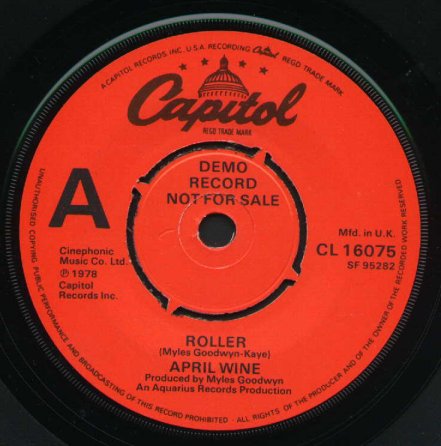 A CAPITOL RECORDS INC. U.S.A. RECORDING Capitol REGD TRADE MARK
Capitol
REGD TRADE MARK
DEMO
RECORD
NOT FOR SALE
A
Mfd. in U.K.
CL 16075
SF 95282
Cinephonic
Music Co. Ltd.
℗ 1978
Capitol
Records Inc.
ROLLER
(Myles Goodwyn-Kaye)
APRIL WINE
Produced by Myles Goodwyn
An Aquarius Records Production
UNAUTHORISED COPYING PUBLIC PERFORMANCE AND BROADCASTING OF THIS RECORD PROHIBITED - ALL RIGHTS OF THE PRODUCER AND OF THE OWNER OF THE RECORDED WORK RESERVED